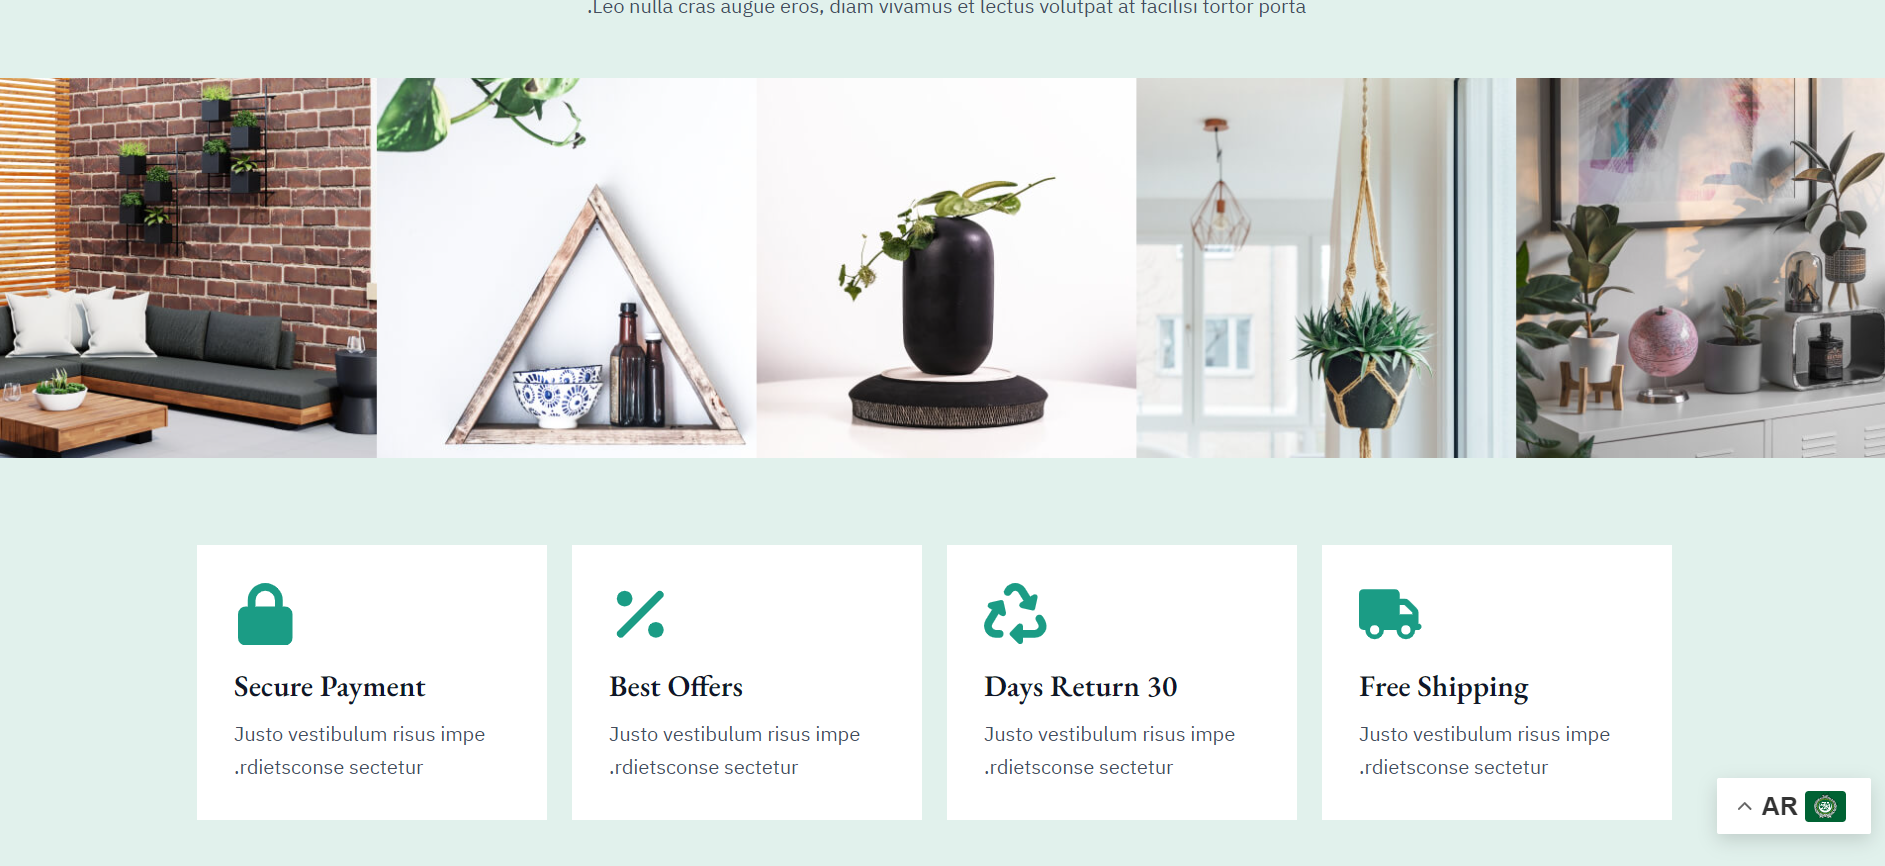 .Leo nulla cras augue eros, diam vivamus et lectus volutpat at facilisi tortor porta
Secure Payment
Justo vestibulum risus impe
.rdietsconse sectetur
Best Offers
Justo vestibulum risus impe
.rdietsconse sectetur
Days Return 30
Justo vestibulum risus impe
.rdietsconse sectetur
Free Shipping
Justo vestibulum risus impe
.rdietsconse sectetur
AR